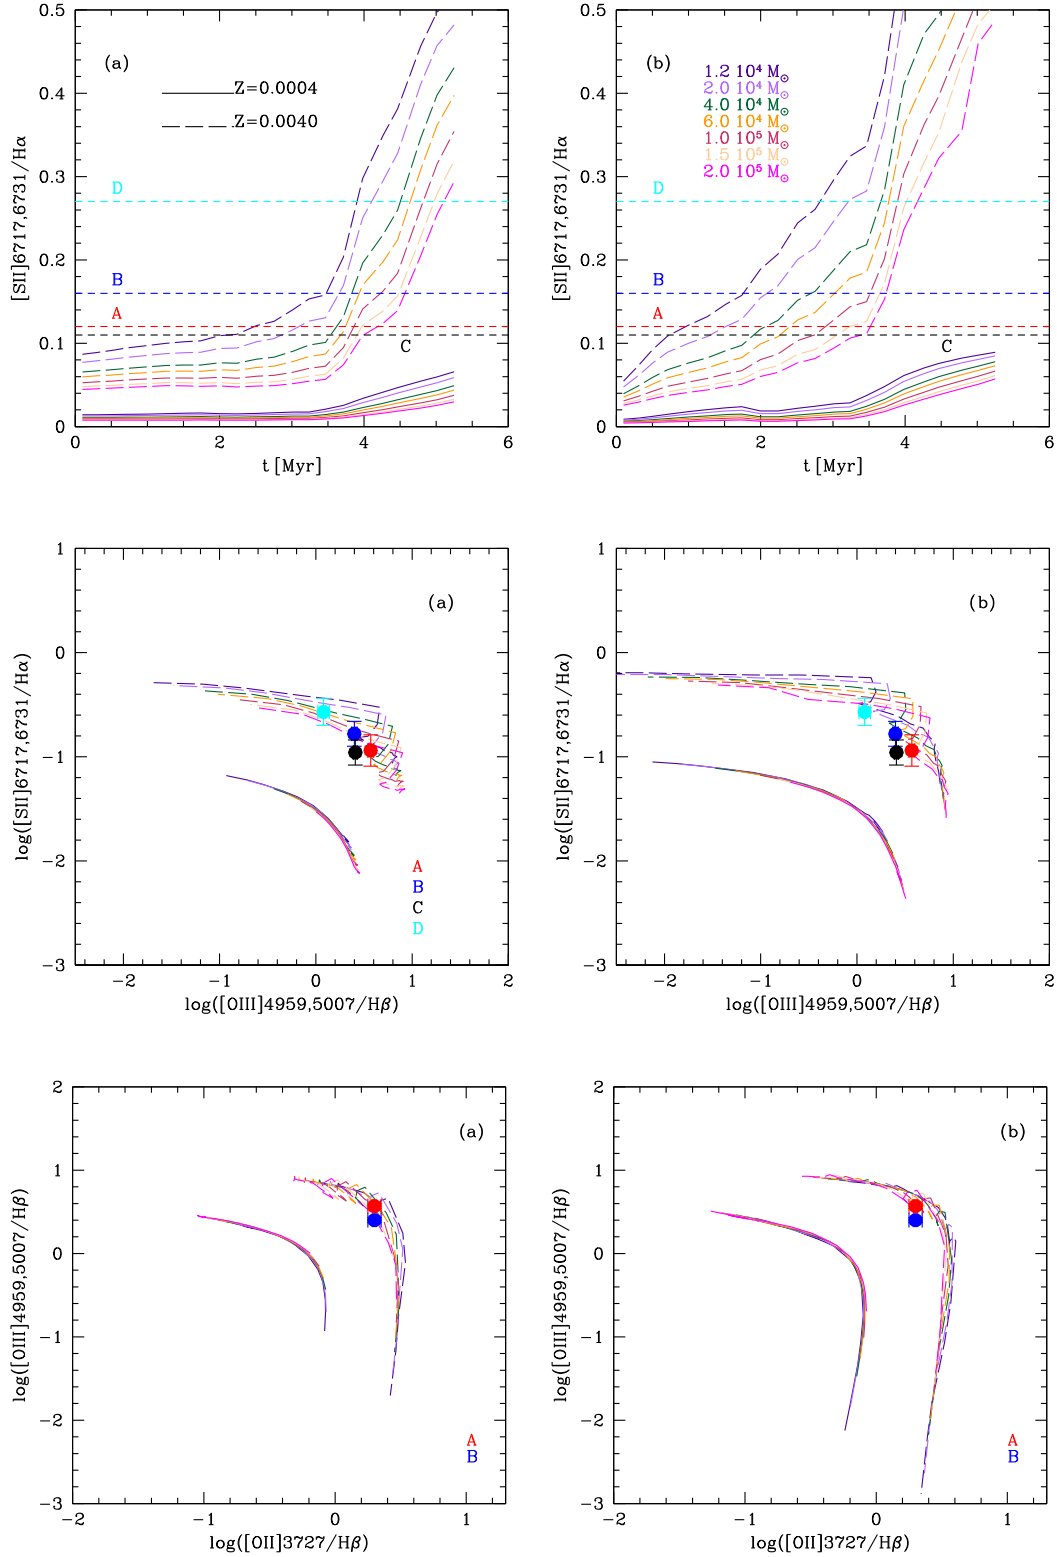 0.5
0.4
0.3
0.2
0.1
0
[SII]6717,6731/Hα
(a)
Z=0.0004
Z=0.0040
D
B
A
C
0
2
4
6
t [Myr]
0.5
0.4
0.3
0.2
0.1
0
[SII]6717,6731/Hα
(b)
1.2 10⁴ M⊙
2.0 10⁴ M⊙
4.0 10⁴ M⊙
6.0 10⁴ M⊙
1.0 10⁵ M⊙
1.5 10⁵ M⊙
2.0 10⁵ M⊙
D
B
A
C
0
2
4
6
t [Myr]
1
0
−1
−2
−3
log([SII]6717,6731/Hα)
(a)
A
B
C
D
−2
−1
0
1
2
log([OIII]4959,5007/Hβ)
1
0
−1
−2
−3
log([SII]6717,6731/Hα)
(b)
−2
−1
0
1
2
log([OIII]4959,5007/Hβ)
2
1
0
−1
−2
−3
log([OIII]4959,5007/Hβ)
(a)
A
B
−2
−1
0
1
log([OII]3727/Hβ)
2
1
0
−1
−2
−3
log([OIII]4959,5007/Hβ)
(b)
A
B
−2
−1
0
1
log([OII]3727/Hβ)